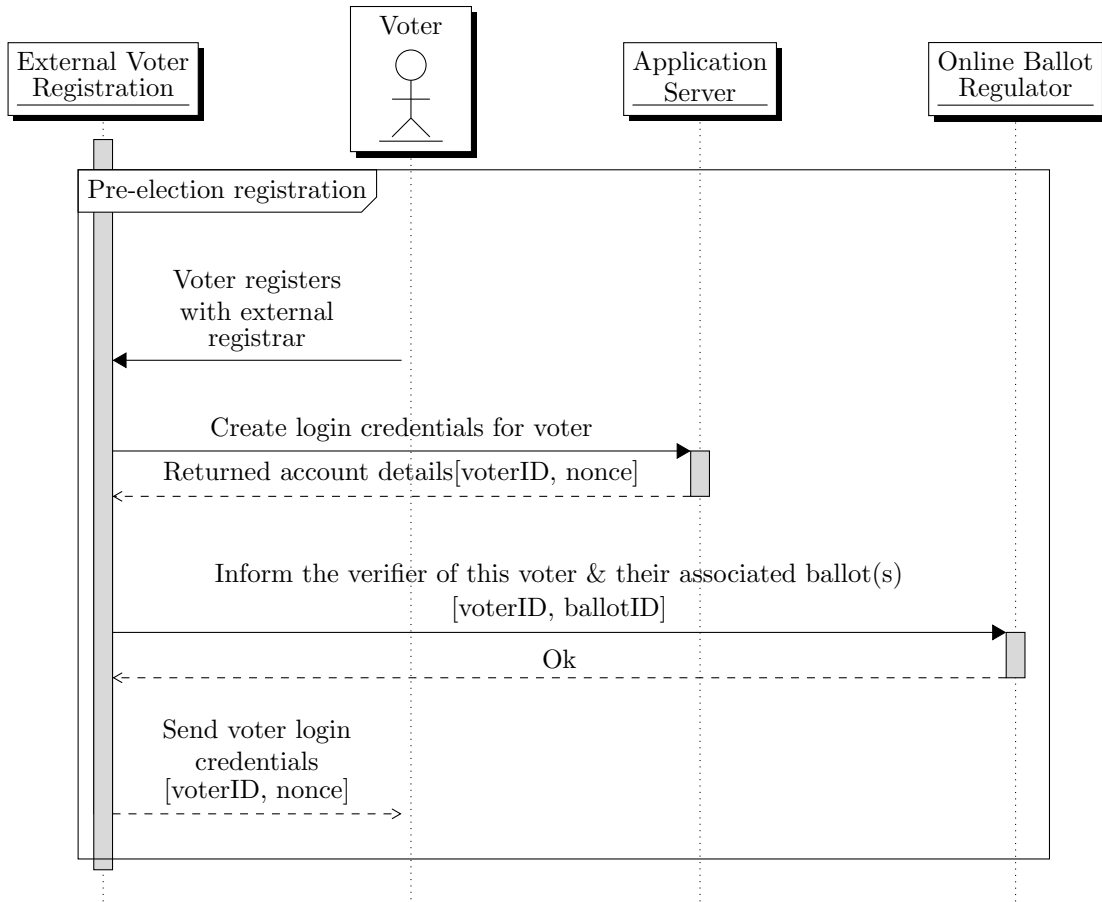 Voter
External Voter
Registration
Application
Server
Online Ballot
Regulator
Pre-election registration
Voter registers
with external
registrar
Create login credentials for voter
Returned account details[voterID, nonce]
Inform the verifier of this voter & their associated ballot(s)
[voterID, ballotID]
Ok
Send voter login
credentials
[voterID, nonce]